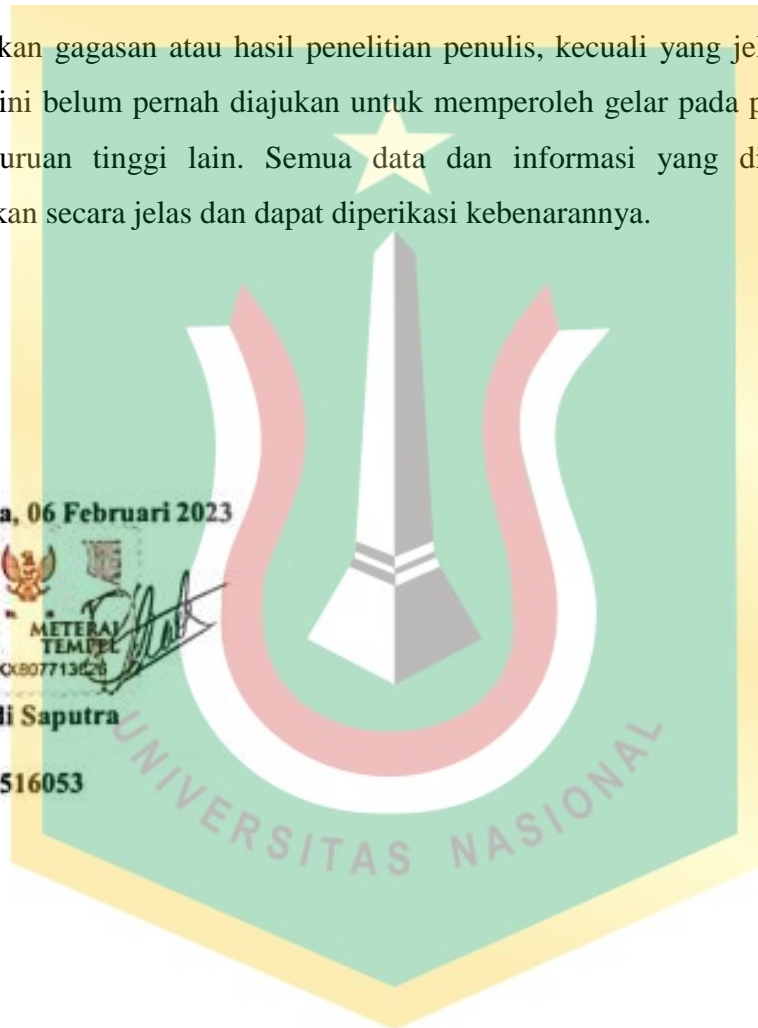 kan gagasan atau hasil penelitian penulis, kecuali yang jel
ini belum pernah diajukan untuk memperoleh gelar pada p
uruan tinggi lain. Semua data dan informasi yang di
kan secara jelas dan dapat diperikasi kebenarannya.
a, 06 Februari 2023
METERAI
TEMPEL
di Saputra
516053
UNIVERSITAS NASIONAL